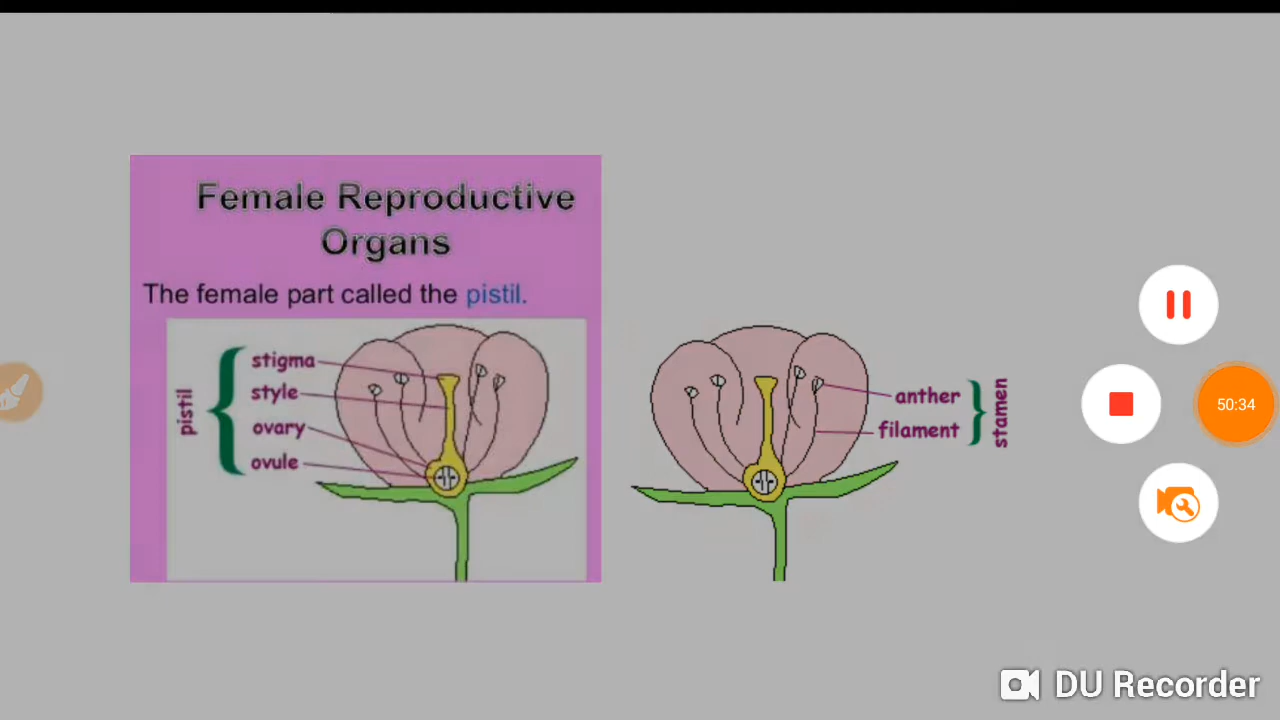 Female Reproductive
Organs
The female part called the pistil.
pistil
stigma
style
ovary
ovule
anther
filament
stamen
50:34
DU Recorder